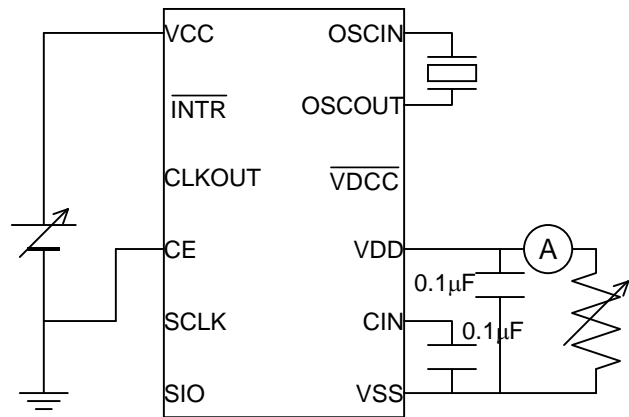 VCC
OSCIN
INTR
OSCOUT
CLKOUT
VDCC
CE
VDD
A
0.1µF
SCLK
CIN
0.1µF
SIO
VSS